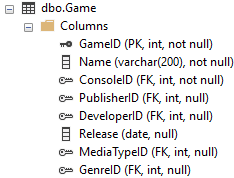 dbo.Game
Columns
GameID (PK, int, not null)
Name (varchar(200), not null)
ConsoleID (FK, int, null)
PublisherID (FK, int, null)
DeveloperID (FK, int, null)
Release (date, null)
MediaTypeID (FK, int, null)
GenreID (FK, int, null)